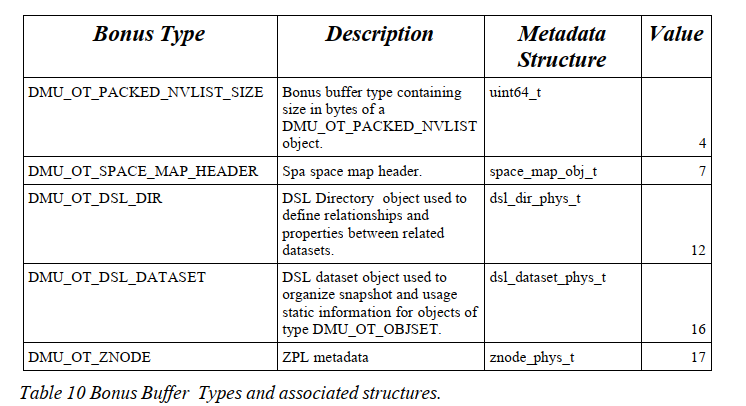 Bonus Type Description Metadata Structure Value
DMU_OT_PACKED_NVLIST_SIZE
Bonus buffer type containing
size in bytes of a
DMU_OT_PACKED_NVLIST
object.
uint64_t
4
DMU_OT_SPACE_MAP_HEADER
Spa space map header.
space_map_obj_t
7
DMU_OT_DSL_DIR
DSL Directory object used to
define relationships and
properties between related
datasets.
dsl_dir_phys_t
12
DMU_OT_DSL_DATASET
DSL dataset object used to
organize snapshot and usage
static information for objects of
type DMU_OT_OBJSET.
dsl_dataset_phys_t
16
DMU_OT_ZNODE
ZPL metadata
znode_phys_t
17
Table 10 Bonus Buffer Types and associated structures.